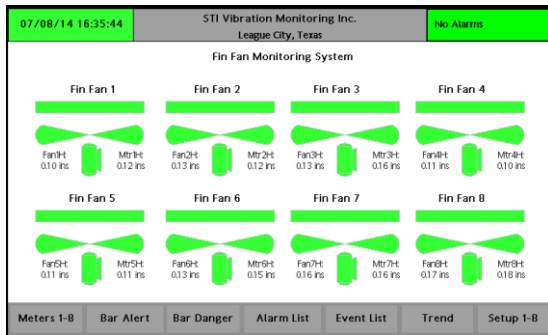 07/08/14 16:35:44
STI Vibration Monitoring Inc.
League City, Texas
No Alarms
Fin Fan Monitoring System
Fin Fan 1 Fin Fan 2 Fin Fan 3 Fin Fan 4
Fan1H: Mtr1H: Fan2H: Mtr2H: Fan3H: Mtr3H: Fan4H: Mtr4H:
0.10 ins 0.12 ins 0.13 ins 0.12 ins 0.13 ins 0.16 ins 0.11 ins 0.10 ins
Fin Fan 5 Fin Fan 6 Fin Fan 7 Fin Fan 8
Fan5H: Mtr5H: Fan6H: Mtr6H: Fan7H: Mtr7H: Fan8H: Mtr8H:
0.11 ins 0.11 ins 0.13 ins 0.15 ins 0.16 ins 0.16 ins 0.17 ins 0.18 ins
Meters 1-8 Bar Alert Bar Danger Alarm List Event List Trend Setup 1-8